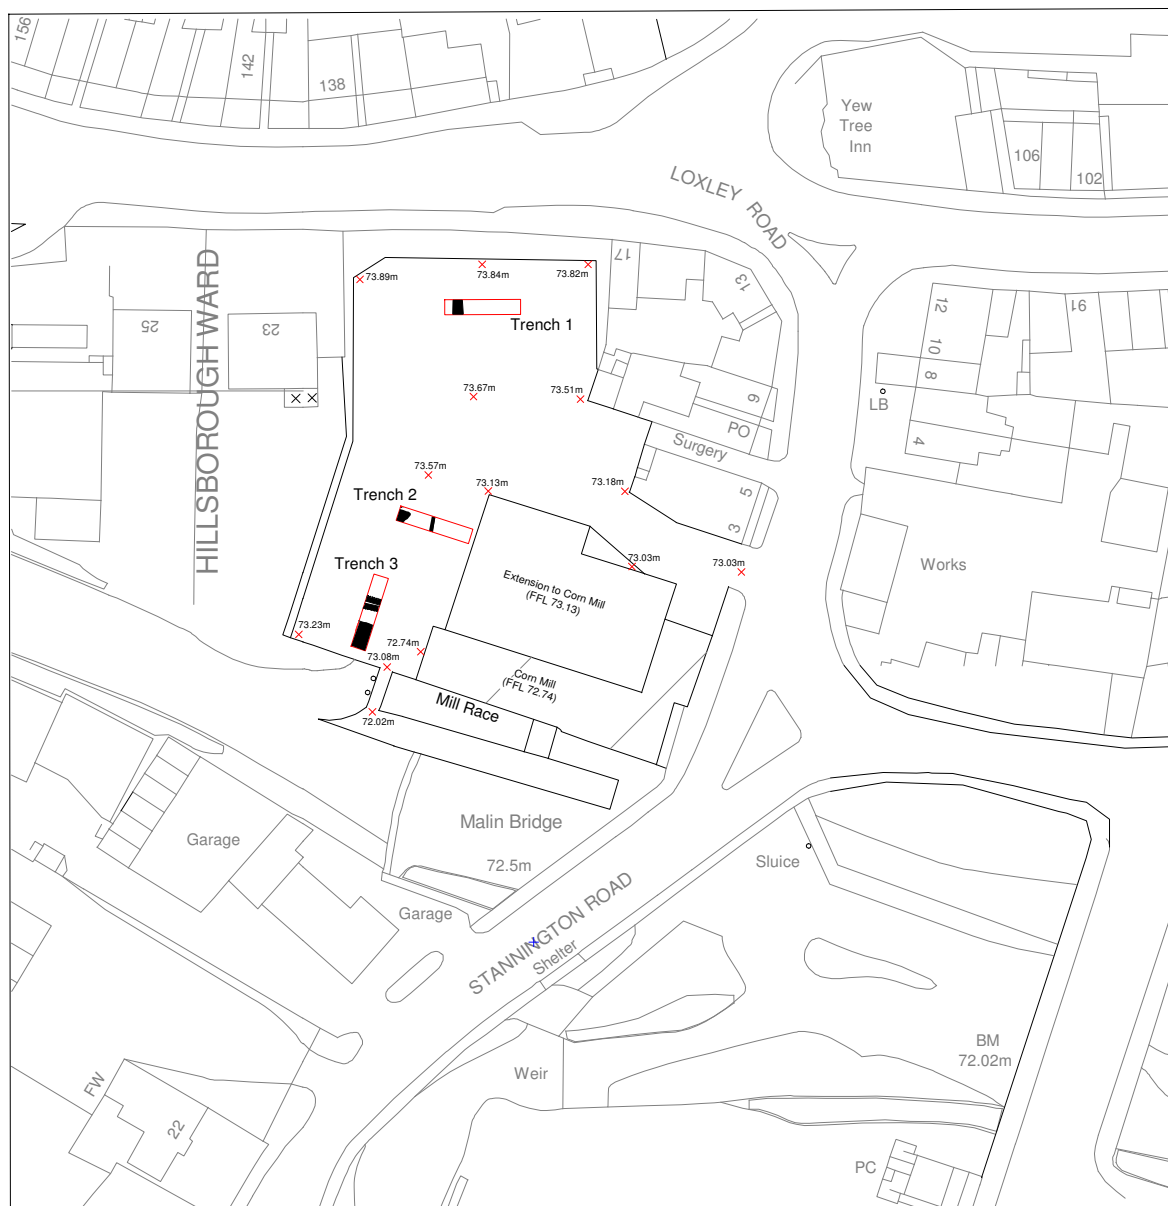 156
142
138
Yew
Tree
Inn
106
102
LOXLEY ROAD
HILLSBOROUGH WARD
25
23
17
13
73.89m
73.84m
73.82m
Trench 1
12
10
8
91
LB
4
73.67m
73.51m
9
PO
Surgery
5
3
73.57m
73.13m
73.18m
Trench 2
Trench 3
73.03m
73.03m
Works
Extension to Corn Mill
(FFL 73.13)
73.23m
72.74m
73.08m
Corn Mill
(FFL 72.74)
Mill Race
72.02m
Malin Bridge
72.5m
Garage
Garage
Sluice
STANNINGTON ROAD
Shelter
BM
72.02m
Weir
FW
22
PC